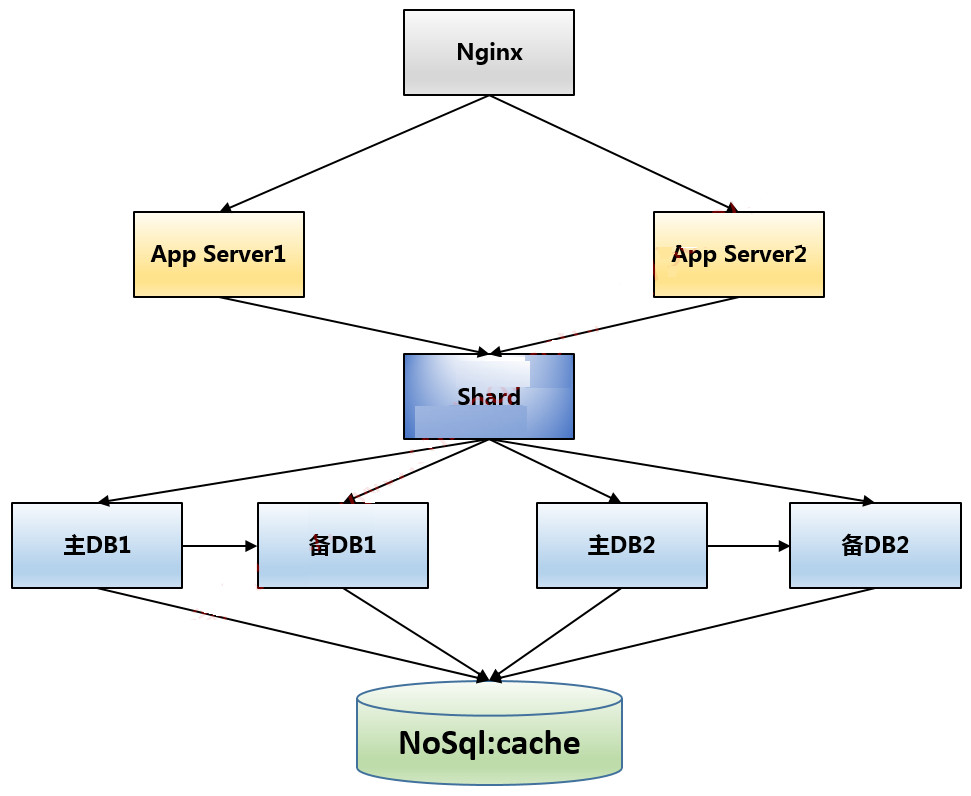 Nginx
App Server1
App Server2
Shard
主DB1
备DB1
主DB2
备DB2
NoSql:cache